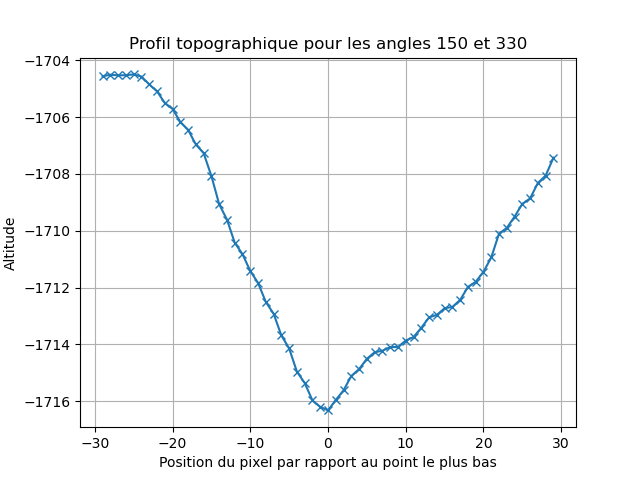 Profil topographique pour les angles 150 et 330
−1704
−1706
−1708
−1710
−1712
−1714
−1716
Altitude
−30 −20 −10 0 10 20 30
Position du pixel par rapport au point le plus bas